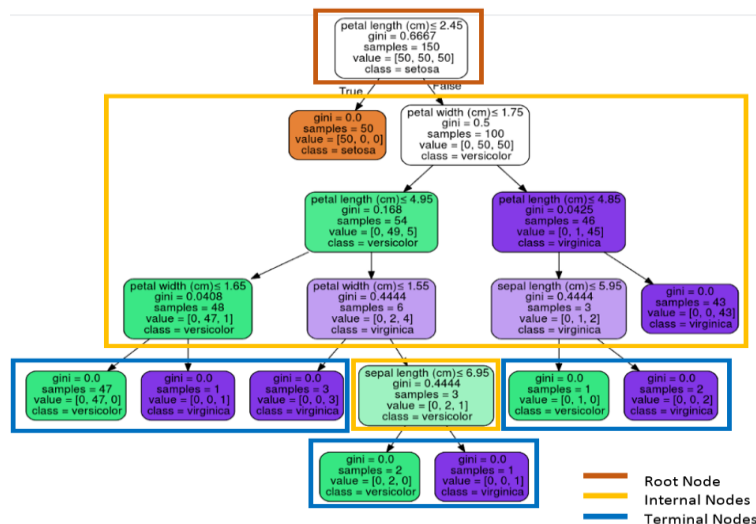 petal length (cm)≤ 2.45
gini = 0.6667
samples = 150
value = [50, 50, 50]
class = setosa
True
False
gini = 0.0
samples = 50
value = [50, 0, 0]
class = setosa
petal width (cm)≤ 1.75
gini = 0.5
samples = 100
value = [0, 50, 50]
class = versicolor
petal length (cm)≤ 4.95
gini = 0.168
samples = 54
value = [0, 49, 5]
class = versicolor
petal length (cm)≤ 4.85
gini = 0.0425
samples = 46
value = [0, 1, 45]
class = virginica
petal width (cm)≤ 1.65
gini = 0.0408
samples = 48
value = [0, 47, 1]
class = versicolor
petal width (cm)≤ 1.55
gini = 0.4444
samples = 6
value = [0, 2, 4]
class = virginica
sepal length (cm)≤ 5.95
gini = 0.4444
samples = 3
value = [0, 1, 2]
class = virginica
gini = 0.0
samples = 43
value = [0, 0, 43]
class = virginica
gini = 0.0
samples = 47
value = [0, 47, 0]
class = versicolor
gini = 0.0
samples = 1
value = [0, 0, 1]
class = virginica
gini = 0.0
samples = 3
value = [0, 0, 3]
class = virginica
sepal length (cm)≤ 6.95
gini = 0.4444
samples = 3
value = [0, 2, 1]
class = versicolor
gini = 0.0
samples = 1
value = [0, 1, 0]
class = versicolor
gini = 0.0
samples = 2
value = [0, 0, 2]
class = virginica
gini = 0.0
samples = 2
value = [0, 2, 0]
class = versicolor
gini = 0.0
samples = 1
value = [0, 0, 1]
class = virginica
Root Node
Internal Nodes
Terminal Nodes